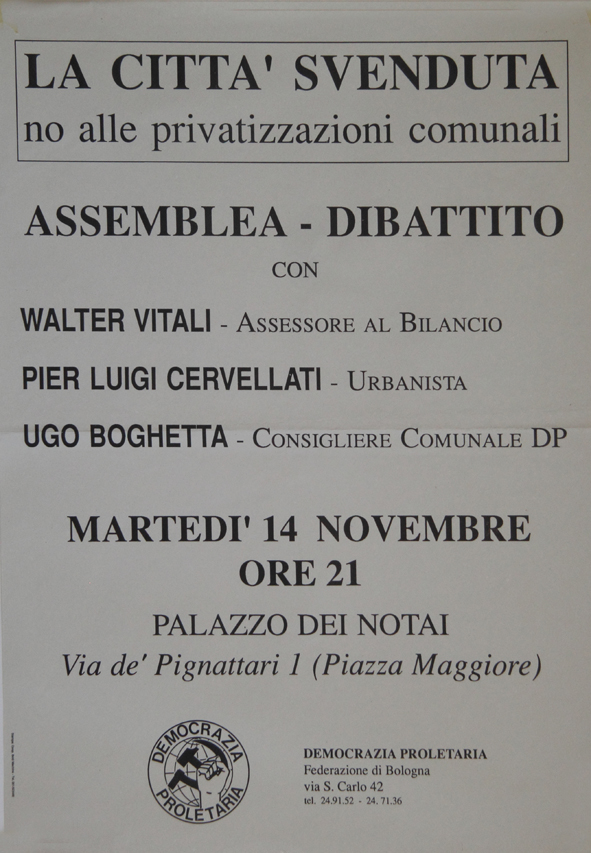 LA CITTA' SVENDUTA
no alle privatizzazioni comunali
ASSEMBLEA - DIBATTITO
CON
WALTER VITALI - ASSESSORE AL BILANCIO
PIER LUIGI CERVELLATI - URBANISTA
UGO BOGHETTA - CONSIGLIERE COMUNALE DP
MARTEDI' 14 NOVEMBRE
ORE 21
PALAZZO DEI NOTAI
Via de' Pignattari 1 (Piazza Maggiore)
DEMOCRAZIA
PROLETARIA
DEMOCRAZIA PROLETARIA
Federazione di Bologna
via S. Carlo 42
tel. 24.91.52 - 24.71.36